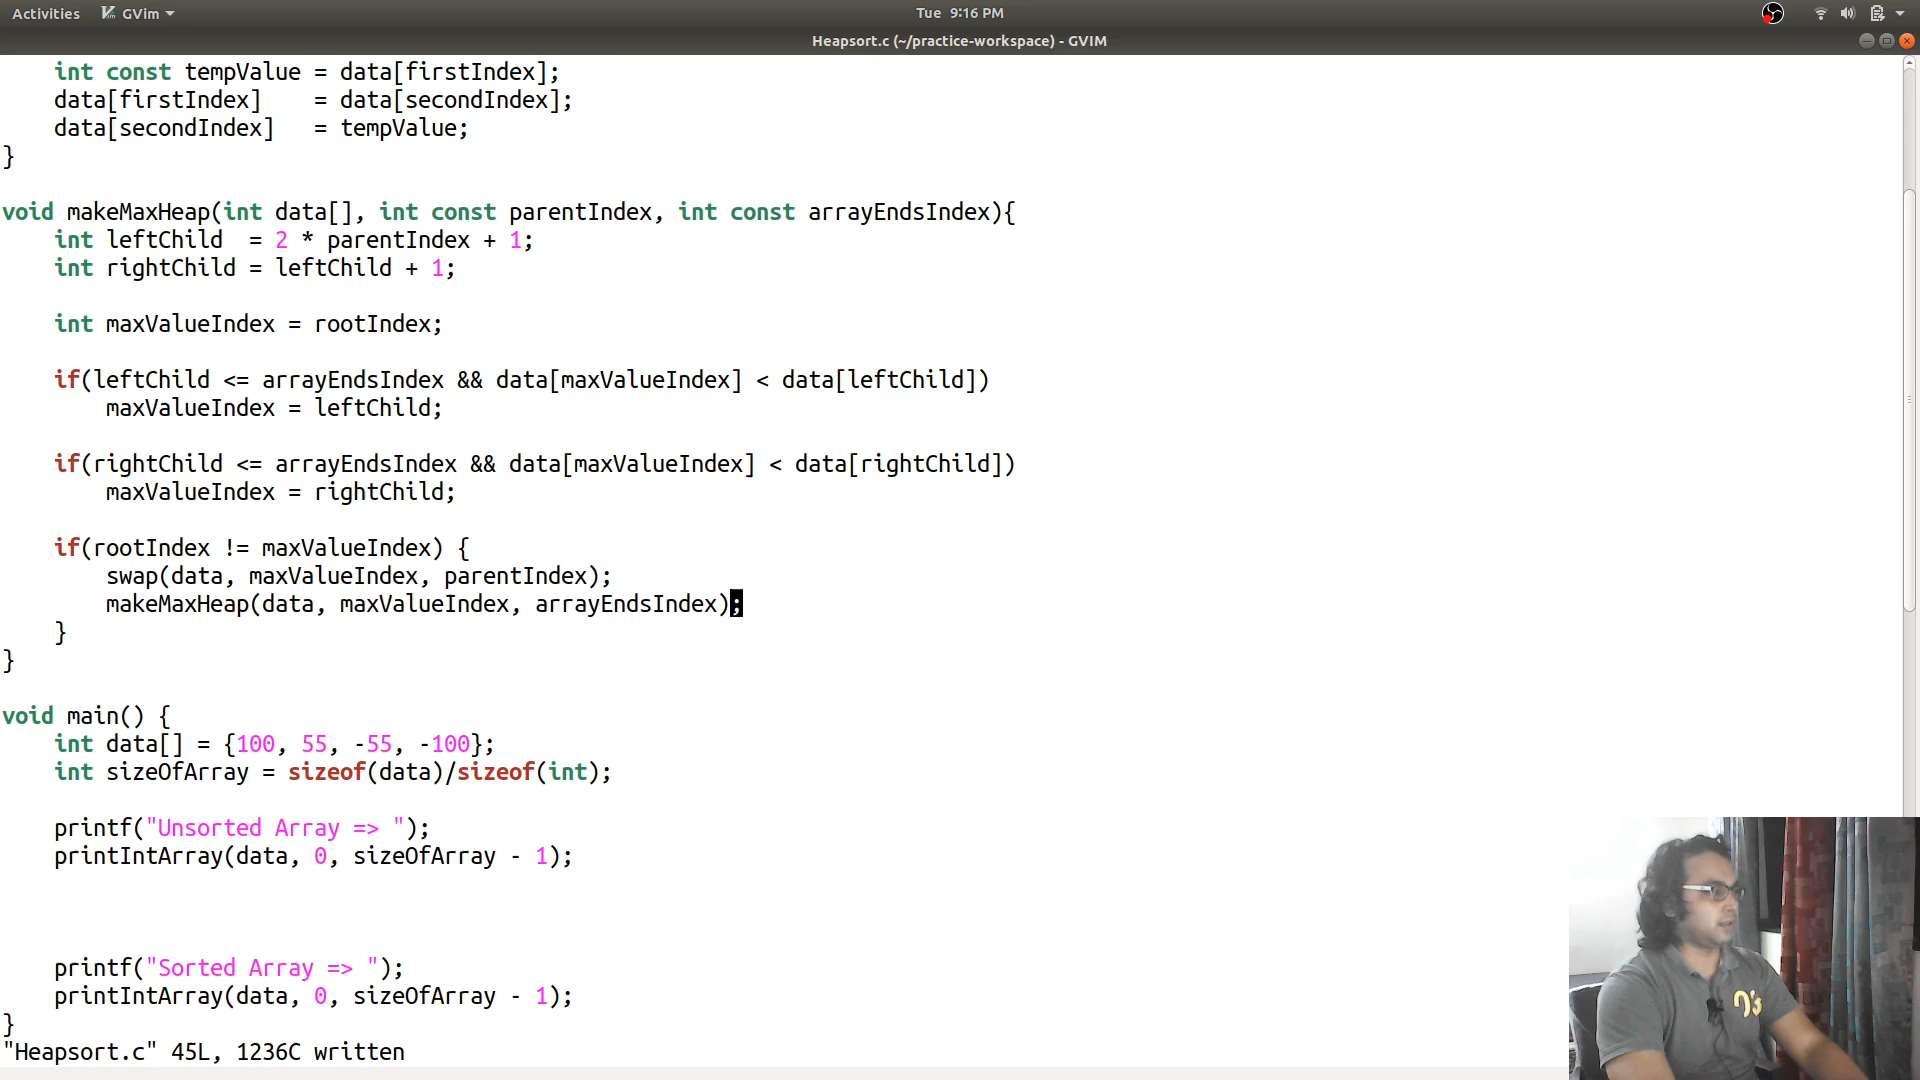 Activities GVim Tue 9:16 PM
Heapsort.c (~/practice-workspace) - GVIM
    int const tempValue = data[firstIndex];
    data[firstIndex]    = data[secondIndex];
    data[secondIndex]   = tempValue;
}
void makeMaxHeap(int data[], int const parentIndex, int const arrayEndsIndex){
    int leftChild  = 2 * parentIndex + 1;
    int rightChild = leftChild + 1;
    int maxValueIndex = rootIndex;
    if(leftChild <= arrayEndsIndex && data[maxValueIndex] < data[leftChild])
        maxValueIndex = leftChild;
    if(rightChild <= arrayEndsIndex && data[maxValueIndex] < data[rightChild])
        maxValueIndex = rightChild;
    if(rootIndex != maxValueIndex) {
        swap(data, maxValueIndex, parentIndex);
        makeMaxHeap(data, maxValueIndex, arrayEndsIndex);
    }
}
void main() {
    int data[] = {100, 55, -55, -100};
    int sizeOfArray = sizeof(data)/sizeof(int);
    printf("Unsorted Array => ");
    printIntArray(data, 0, sizeOfArray - 1);
    printf("Sorted Array => ");
    printIntArray(data, 0, sizeOfArray - 1);
}
"Heapsort.c" 45L, 1236C written